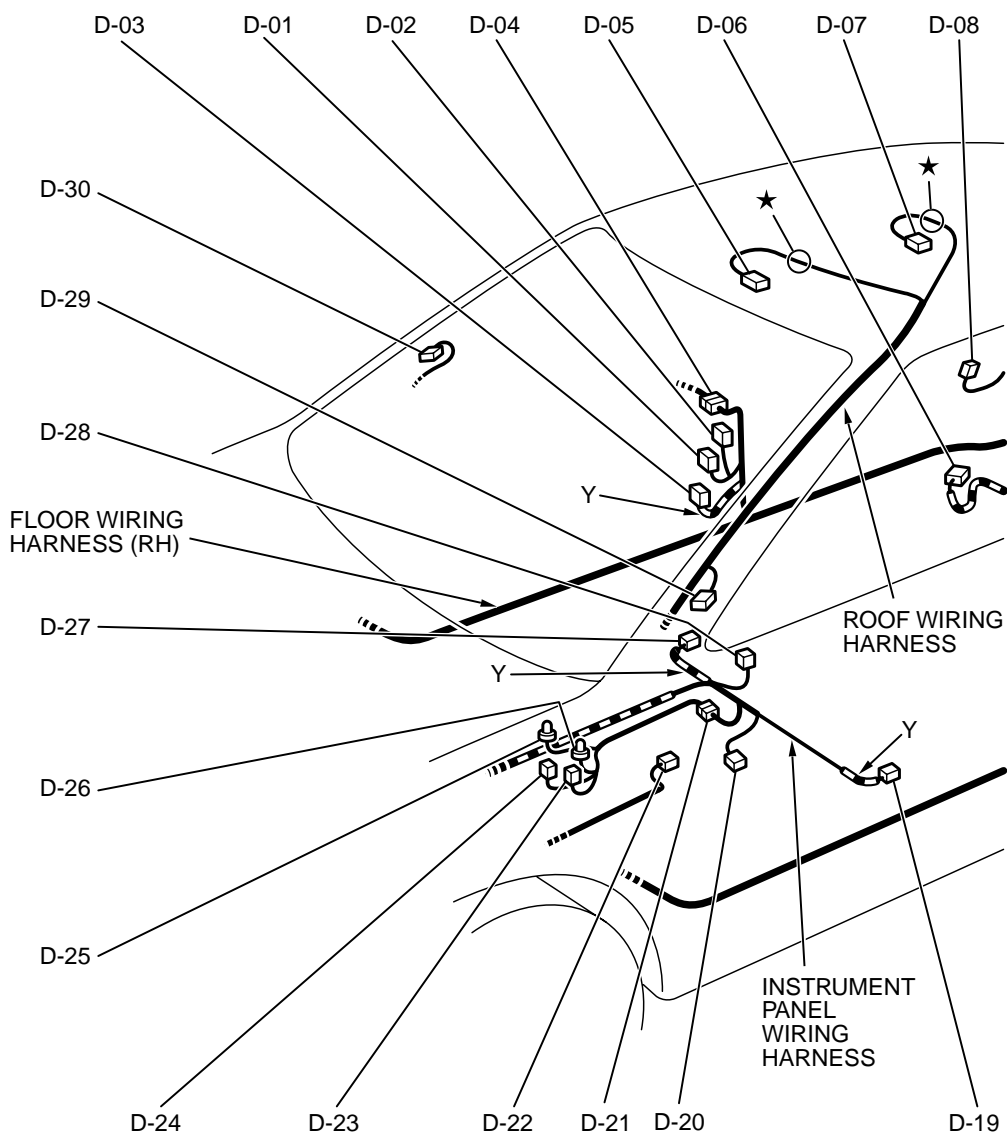 D-03 D-01 D-02 D-04 D-05 D-06 D-07 D-08
★
★
D-30
D-29
D-28
Y
FLOOR WIRING
HARNESS (RH)
ROOF WIRING
HARNESS
D-27
Y
Y
D-26
D-25
INSTRUMENT
PANEL
WIRING
HARNESS
D-24 D-23 D-22 D-21 D-20 D-19